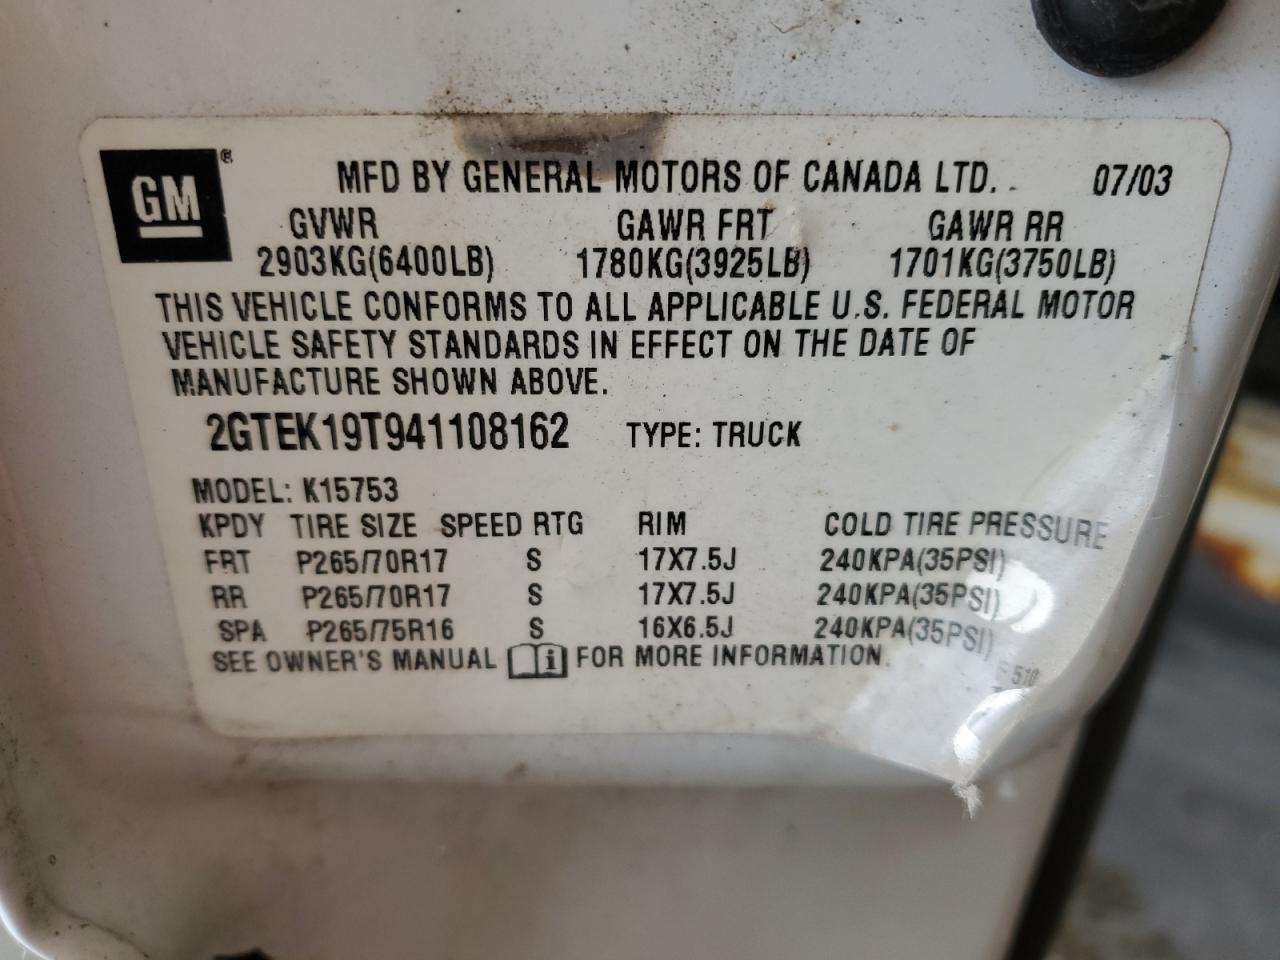 GM®
MFD BY GENERAL MOTORS OF CANADA LTD. 07/03
GVWR GAWR FRT GAWR RR
2903KG(6400LB) 1780KG(3925LB) 1701KG(3750LB)
THIS VEHICLE CONFORMS TO ALL APPLICABLE U.S. FEDERAL MOTOR
VEHICLE SAFETY STANDARDS IN EFFECT ON THE DATE OF
MANUFACTURE SHOWN ABOVE.
2GTEK19T941108162 TYPE: TRUCK
MODEL: K15753
KPDY TIRE SIZE SPEED RTG RIM COLD TIRE PRESSURE
FRT P265/70R17 S 17X7.5J 240KPA(35PSI)
RR P265/70R17 S 17X7.5J 240KPA(35PSI)
SPA P265/75R16 S 16X6.5J 240KPA(35PSI)
SEE OWNER'S MANUAL i FOR MORE INFORMATION.